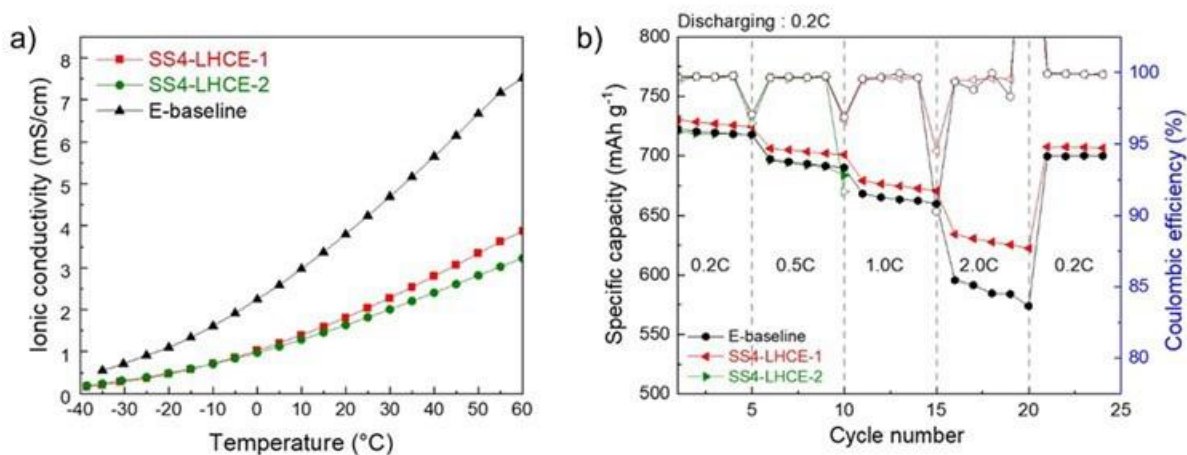 a)
SS4-LHCE-1
SS4-LHCE-2
E-baseline
Ionic conductivity (mS/cm)
8
7
6
5
4
3
2
1
0
-40 -30 -20 -10 0 10 20 30 40 50 60
Temperature (°C)
b)
Discharging : 0.2C
Specific capacity (mAh g⁻¹)
800
750
700
650
600
550
500
0.2C 0.5C 1.0C 2.0C 0.2C
E-baseline
SS4-LHCE-1
SS4-LHCE-2
5 10 15 20 25
Cycle number
100
95
90
85
80
Coulombic efficiency (%)